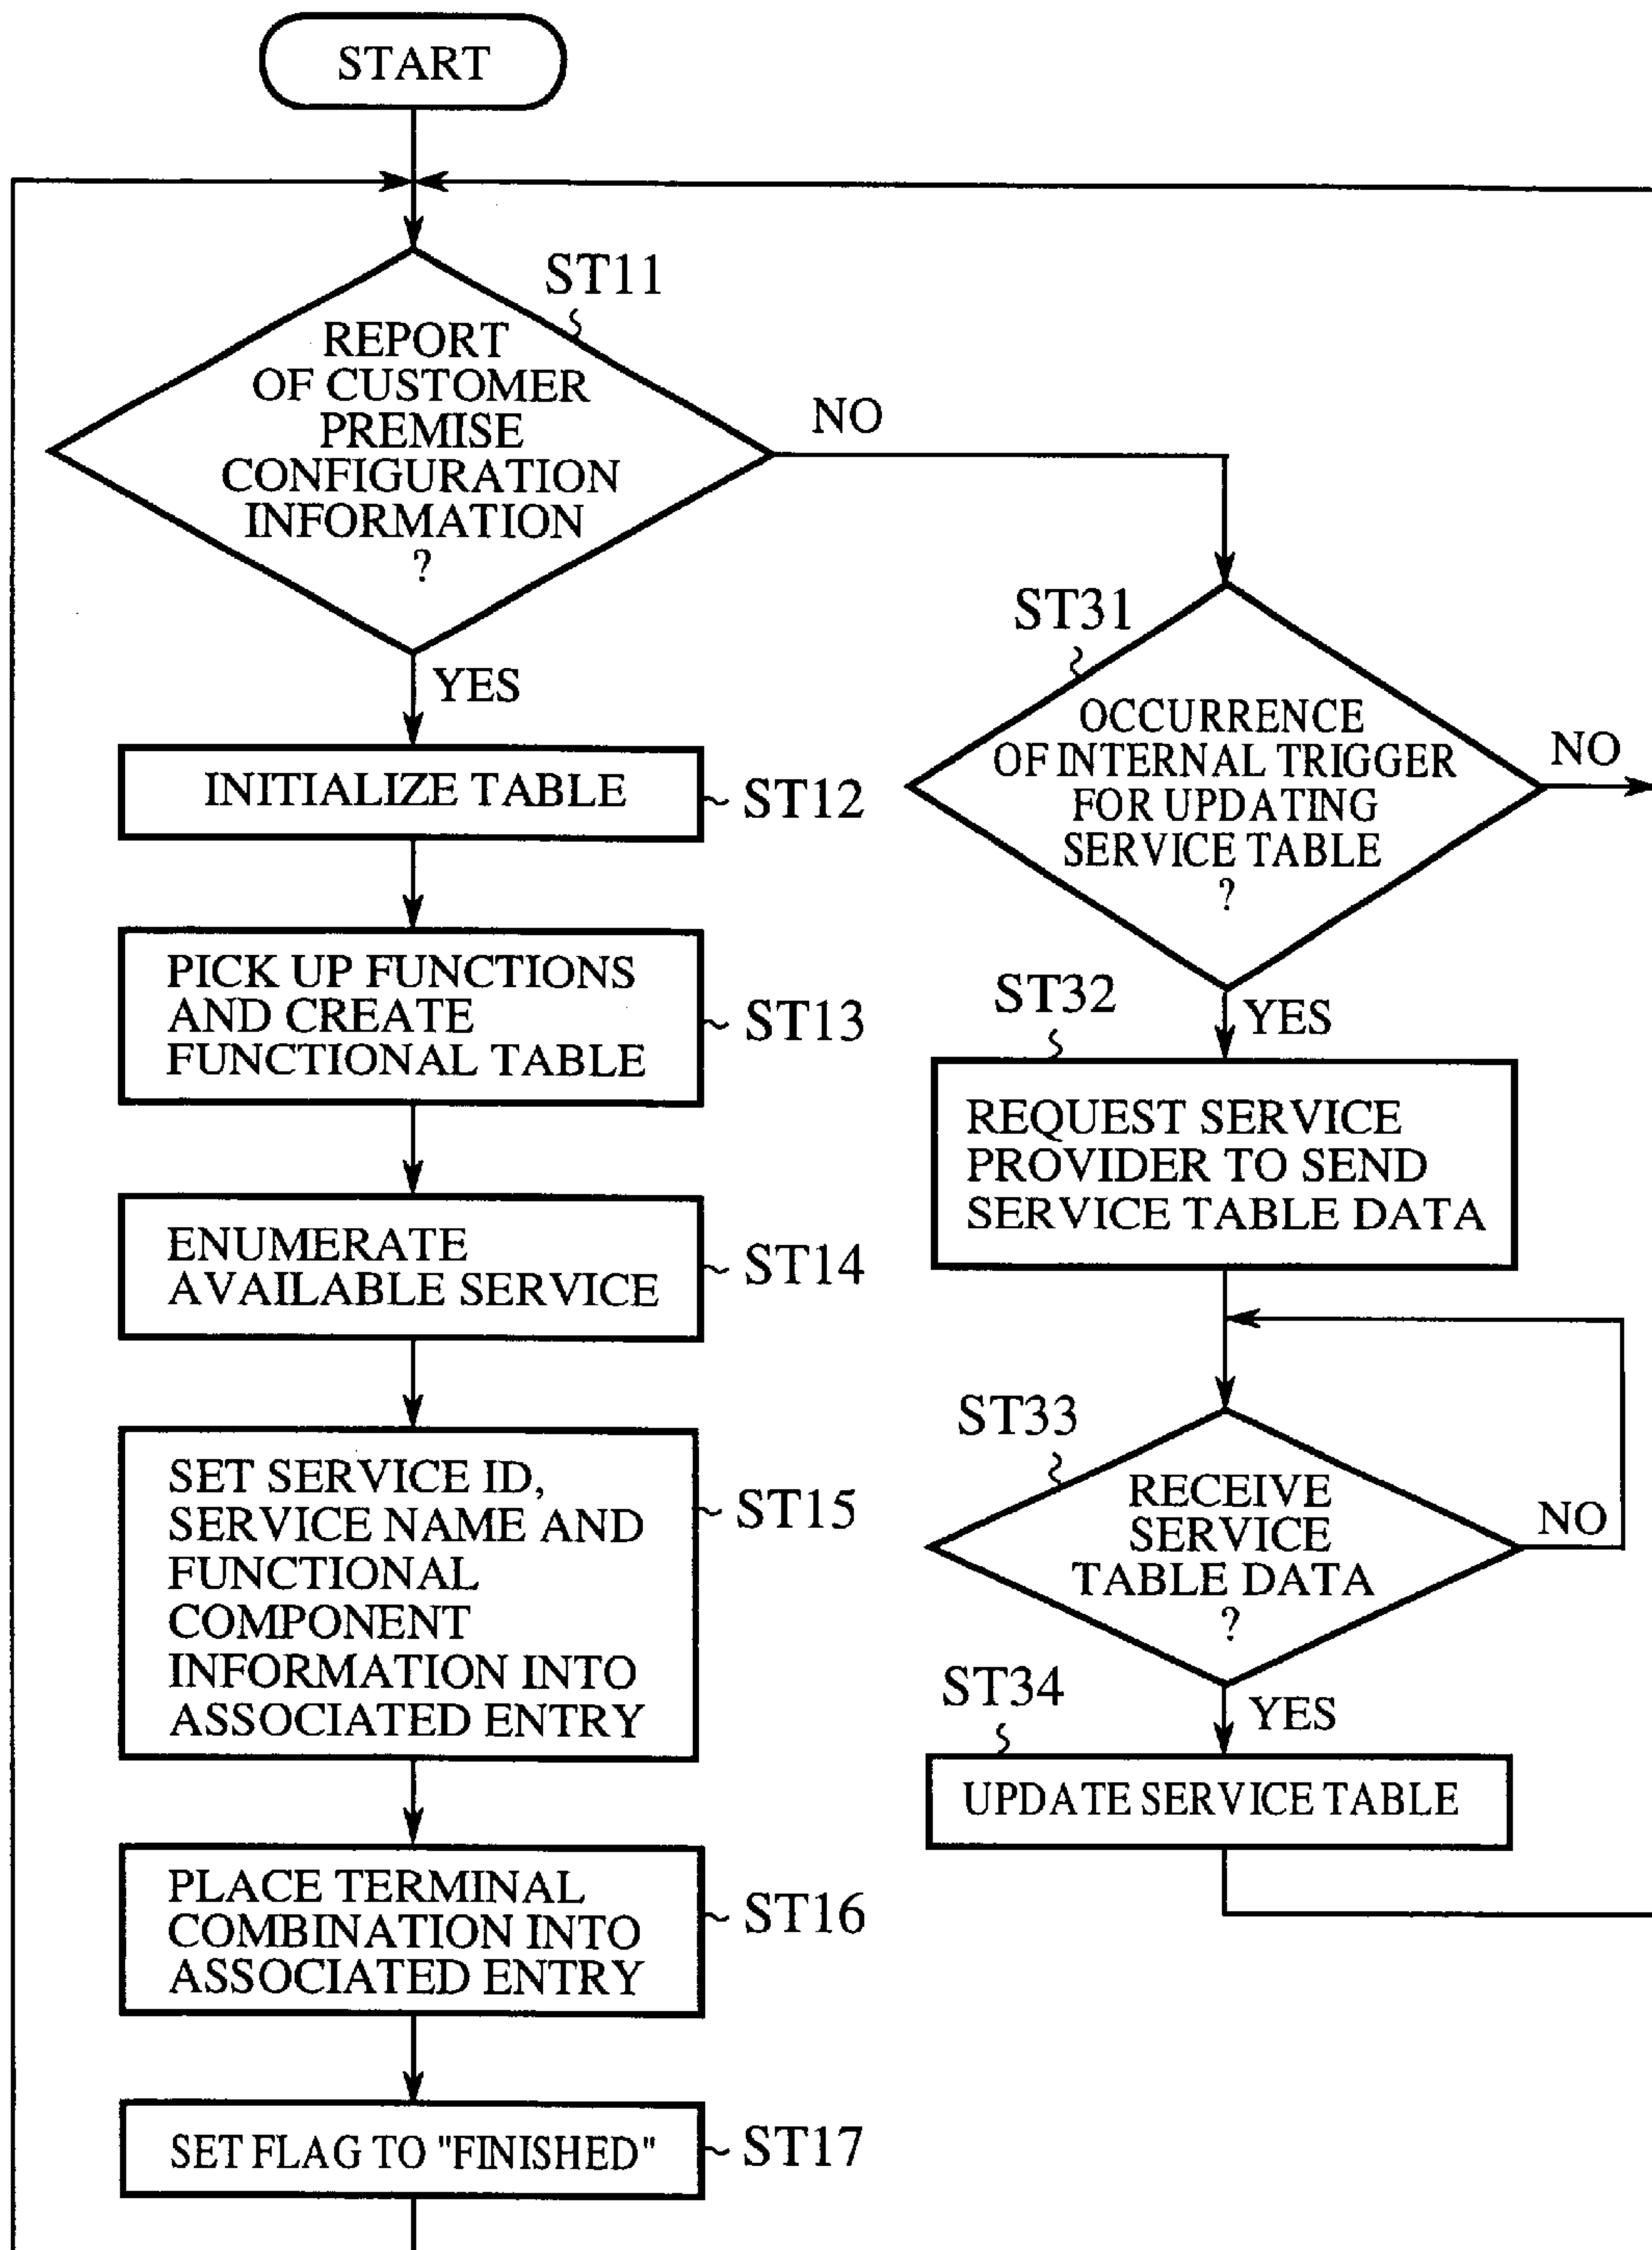 START
ST11
REPORT
OF CUSTOMER
PREMISE
CONFIGURATION
INFORMATION
?
NO
YES
INITIALIZE TABLE
ST12
PICK UP FUNCTIONS
AND CREATE
FUNCTIONAL TABLE
ST13
ENUMERATE
AVAILABLE SERVICE
ST14
SET SERVICE ID,
SERVICE NAME AND
FUNCTIONAL
COMPONENT
INFORMATION INTO
ASSOCIATED ENTRY
ST15
PLACE TERMINAL
COMBINATION INTO
ASSOCIATED ENTRY
ST16
SET FLAG TO "FINISHED"
ST17
ST31
OCCURRENCE
OF INTERNAL TRIGGER
FOR UPDATING
SERVICE TABLE
?
NO
YES
ST32
REQUEST SERVICE
PROVIDER TO SEND
SERVICE TABLE DATA
ST33
RECEIVE
SERVICE
TABLE DATA
?
NO
YES
ST34
UPDATE SERVICE TABLE